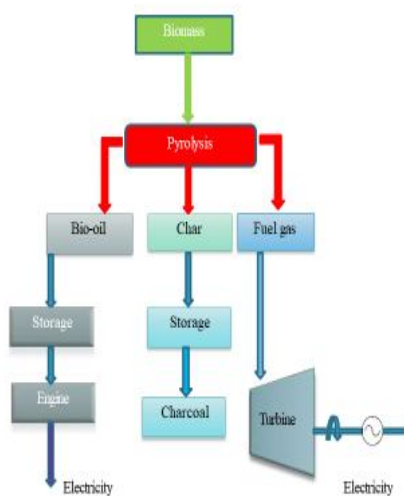 Biomass
Pyrolysis
Bio-oil
Char
Fuel gas
Storage
Storage
Engine
Charcoal
Turbine
Electricity
Electricity